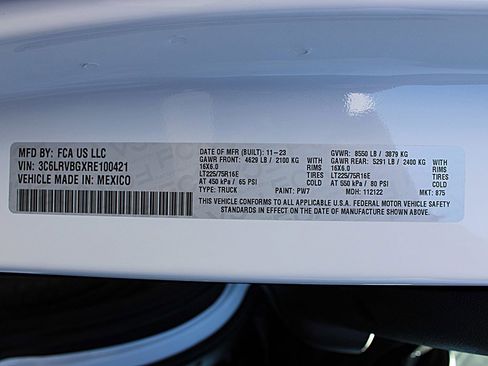 MFD BY: FCA US LLC
VIN: 3C6LRVBGXRE100421
VEHICLE MADE IN: MEXICO
DATE OF MFR (BUILT): 11-23 GVWR: 8550 LB / 3879 KG
GAWR FRONT: 4629 LB / 2100 KG WITH GAWR REAR: 5291 LB / 2400 KG WITH
16X6.0 RIMS 16X6.0 RIMS
LT225/75R16E TIRES LT225/75R16E TIRES
AT 450 kPa / 65 PSI AT 550 kPa / 80 PSI
TYPE: TRUCK PAINT: PW7 MDH: 112122 MKT: 875
THIS VEHICLE CONFORMS TO ALL APPLICABLE U.S.A. FEDERAL MOTOR VEHICLE SAFETY
STANDARDS IN EFFECT ON THE DATE OF MANUFACTURE SHOWN ABOVE.